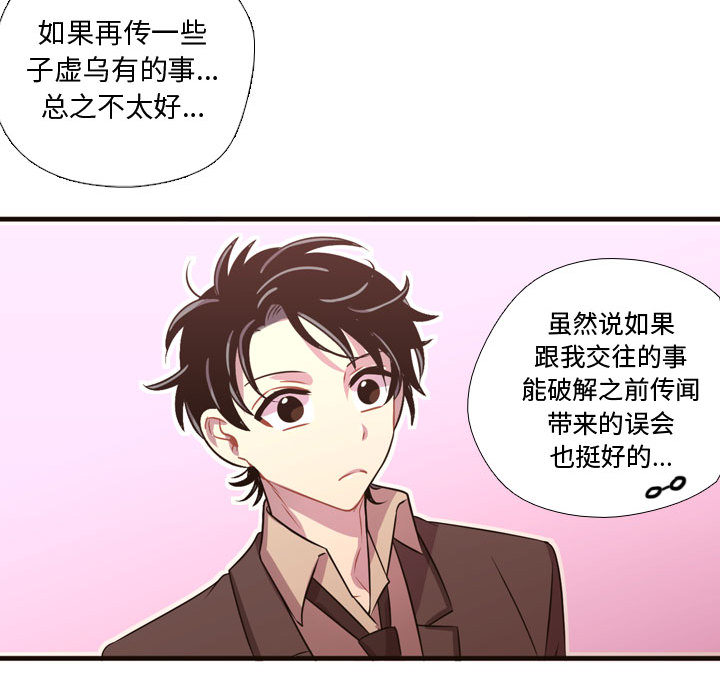 如果再传一些
子虚乌有的事...
总之不太好...
虽然说如果
跟我交往的事
能破解之前传闻
带来的误会
也挺好的...